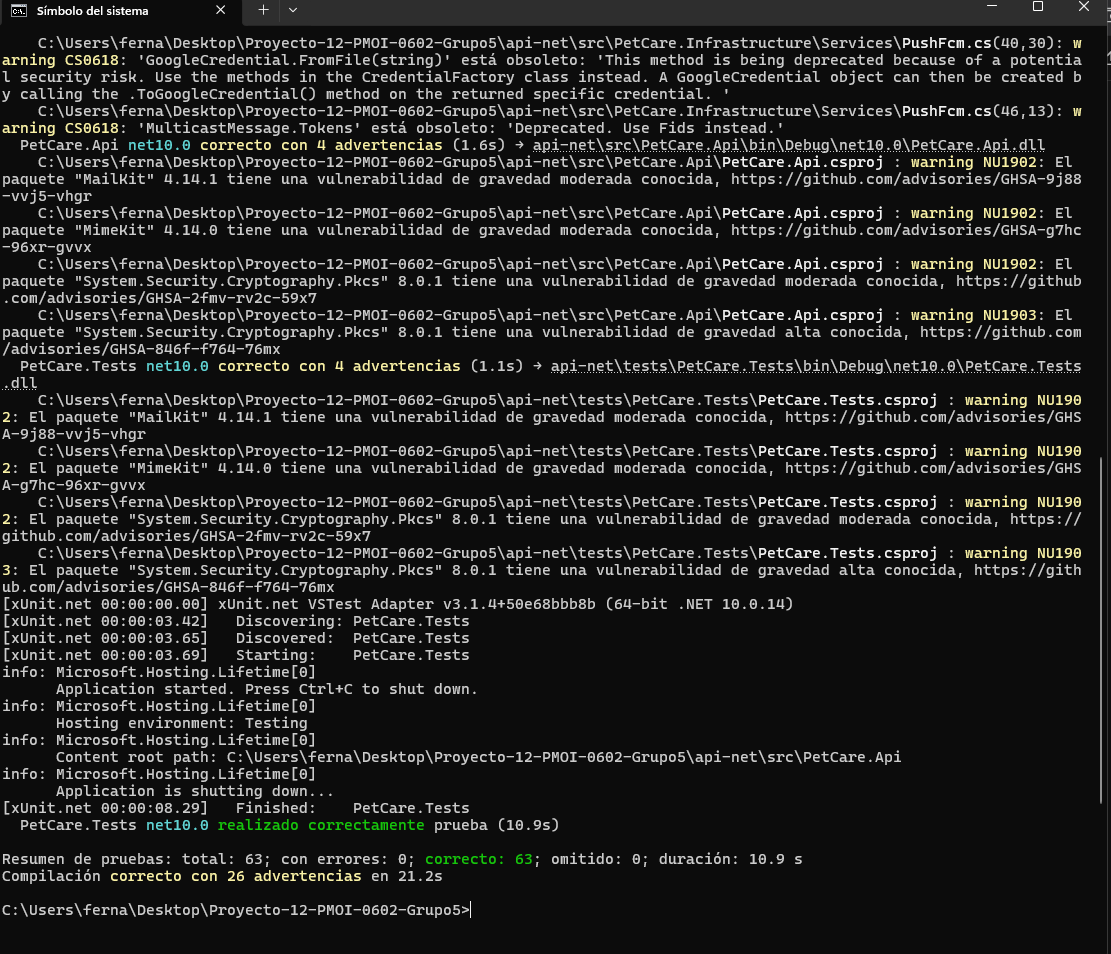 Símbolo del sistema
C:\Users\ferna\Desktop\Proyecto-12-PMOI-0602-Grupo5\api-net\src\PetCare.Infrastructure\Services\PushFcm.cs(40,30): w
arning CS0618: 'GoogleCredential.FromFile(string)' está obsoleto: 'This method is being deprecated because of a potentia
l security risk. Use the methods in the CredentialFactory class instead. A GoogleCredential object can then be created b
y calling the .ToGoogleCredential() method on the returned specific credential. '
C:\Users\ferna\Desktop\Proyecto-12-PMOI-0602-Grupo5\api-net\src\PetCare.Infrastructure\Services\PushFcm.cs(46,13): w
arning CS0618: 'MulticastMessage.Tokens' está obsoleto: 'Deprecated. Use Fids instead.'
PetCare.Api net10.0 correcto con 4 advertencias (1.6s) → api-net\src\PetCare.Api\bin\Debug\net10.0\PetCare.Api.dll
C:\Users\ferna\Desktop\Proyecto-12-PMOI-0602-Grupo5\api-net\src\PetCare.Api\PetCare.Api.csproj : warning NU1902: El
paquete "MailKit" 4.14.1 tiene una vulnerabilidad de gravedad moderada conocida, https://github.com/advisories/GHSA-9j88
-vvj5-vhgr
C:\Users\ferna\Desktop\Proyecto-12-PMOI-0602-Grupo5\api-net\src\PetCare.Api\PetCare.Api.csproj : warning NU1902: El
paquete "MimeKit" 4.14.0 tiene una vulnerabilidad de gravedad moderada conocida, https://github.com/advisories/GHSA-g7hc
-96xr-gvvx
C:\Users\ferna\Desktop\Proyecto-12-PMOI-0602-Grupo5\api-net\src\PetCare.Api\PetCare.Api.csproj : warning NU1902: El
paquete "System.Security.Cryptography.Pkcs" 8.0.1 tiene una vulnerabilidad de gravedad moderada conocida, https://github
.com/advisories/GHSA-2fmv-rv2c-59x7
C:\Users\ferna\Desktop\Proyecto-12-PMOI-0602-Grupo5\api-net\src\PetCare.Api\PetCare.Api.csproj : warning NU1903: El
paquete "System.Security.Cryptography.Pkcs" 8.0.1 tiene una vulnerabilidad de gravedad alta conocida, https://github.com
/advisories/GHSA-846f-f764-76mx
PetCare.Tests net10.0 correcto con 4 advertencias (1.1s) → api-net\tests\PetCare.Tests\bin\Debug\net10.0\PetCare.Tests
.dll
C:\Users\ferna\Desktop\Proyecto-12-PMOI-0602-Grupo5\api-net\tests\PetCare.Tests\PetCare.Tests.csproj : warning NU190
2: El paquete "MailKit" 4.14.1 tiene una vulnerabilidad de gravedad moderada conocida, https://github.com/advisories/GHS
A-9j88-vvj5-vhgr
C:\Users\ferna\Desktop\Proyecto-12-PMOI-0602-Grupo5\api-net\tests\PetCare.Tests\PetCare.Tests.csproj : warning NU190
2: El paquete "MimeKit" 4.14.0 tiene una vulnerabilidad de gravedad moderada conocida, https://github.com/advisories/GHS
A-g7hc-96xr-gvvx
C:\Users\ferna\Desktop\Proyecto-12-PMOI-0602-Grupo5\api-net\tests\PetCare.Tests\PetCare.Tests.csproj : warning NU190
2: El paquete "System.Security.Cryptography.Pkcs" 8.0.1 tiene una vulnerabilidad de gravedad moderada conocida, https://
github.com/advisories/GHSA-2fmv-rv2c-59x7
C:\Users\ferna\Desktop\Proyecto-12-PMOI-0602-Grupo5\api-net\tests\PetCare.Tests\PetCare.Tests.csproj : warning NU190
3: El paquete "System.Security.Cryptography.Pkcs" 8.0.1 tiene una vulnerabilidad de gravedad alta conocida, https://gith
ub.com/advisories/GHSA-846f-f764-76mx
[xUnit.net 00:00:00.00] xUnit.net VSTest Adapter v3.1.4+50e68bbb8b (64-bit .NET 10.0.14)
[xUnit.net 00:00:03.42]   Discovering: PetCare.Tests
[xUnit.net 00:00:03.65]   Discovered:  PetCare.Tests
[xUnit.net 00:00:03.69]   Starting:    PetCare.Tests
info: Microsoft.Hosting.Lifetime[0]
Application started. Press Ctrl+C to shut down.
info: Microsoft.Hosting.Lifetime[0]
Hosting environment: Testing
info: Microsoft.Hosting.Lifetime[0]
Content root path: C:\Users\ferna\Desktop\Proyecto-12-PMOI-0602-Grupo5\api-net\src\PetCare.Api
info: Microsoft.Hosting.Lifetime[0]
Application is shutting down...
[xUnit.net 00:00:08.29]   Finished:    PetCare.Tests
PetCare.Tests net10.0 realizado correctamente prueba (10.9s)
Resumen de pruebas: total: 63; con errores: 0; correcto: 63; omitido: 0; duración: 10.9 s
Compilación correcto con 26 advertencias en 21.2s
C:\Users\ferna\Desktop\Proyecto-12-PMOI-0602-Grupo5>